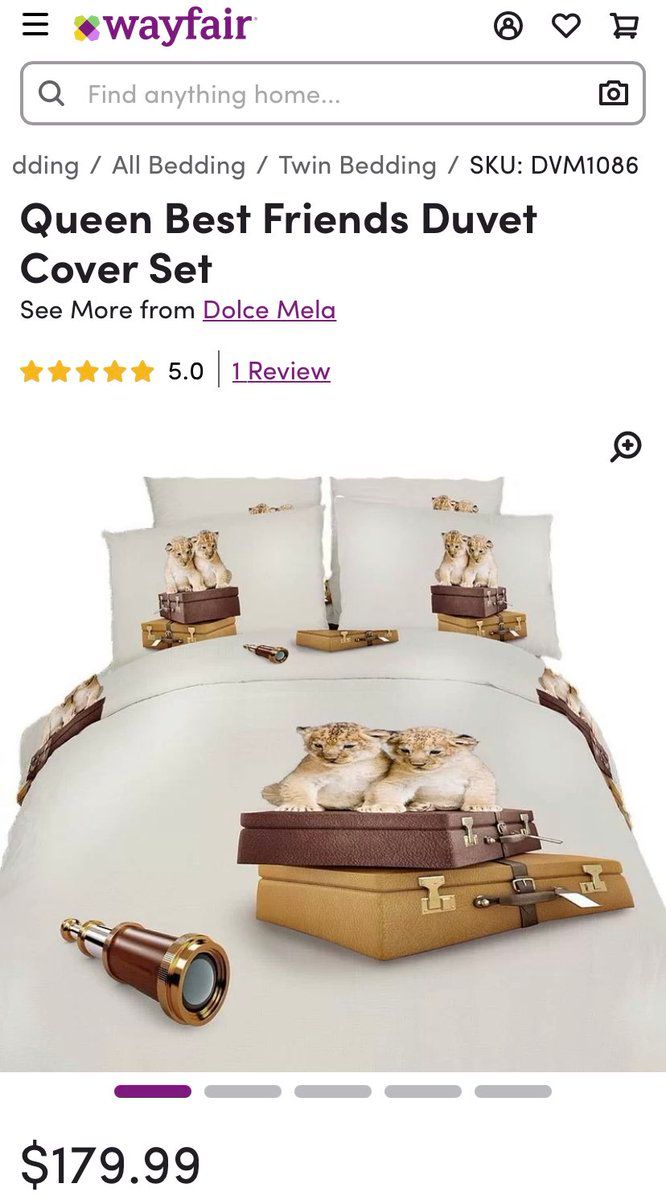 wayfair
Find anything home...
dding / All Bedding / Twin Bedding / SKU: DVM1086
Queen Best Friends Duvet
Cover Set
See More from Dolce Mela
5.0 1 Review
$179.99